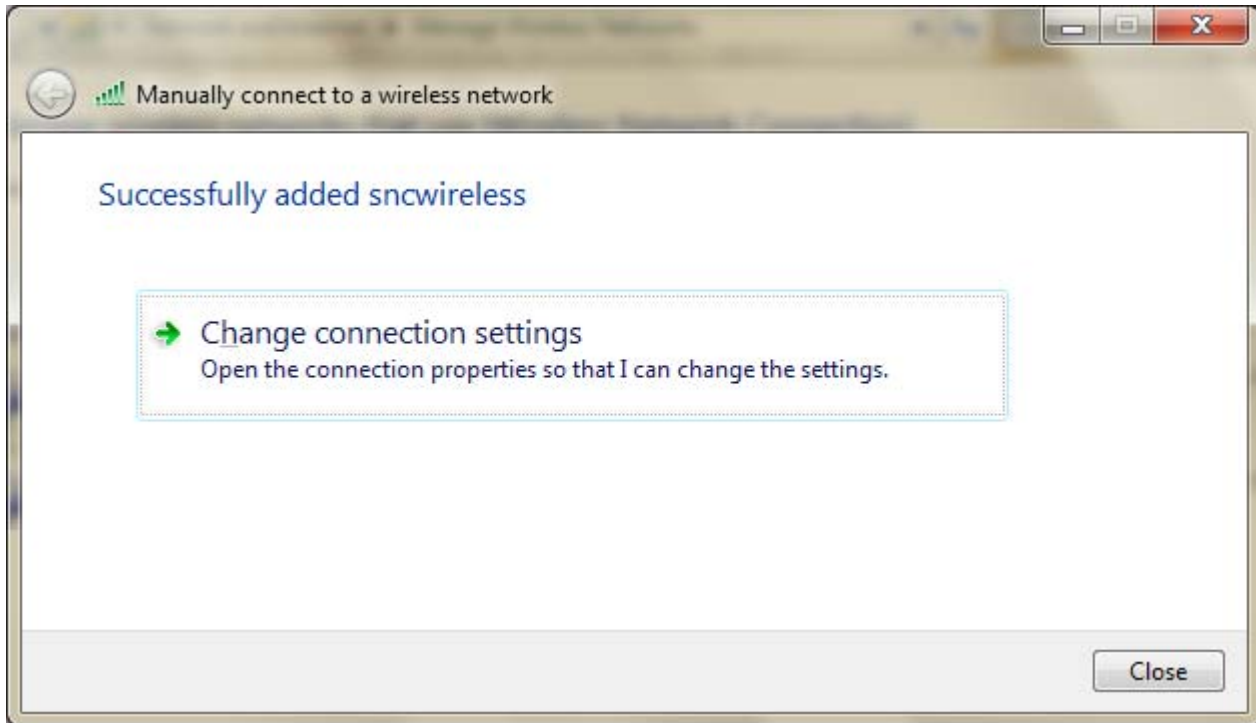 Manually connect to a wireless network
Successfully added sncwireless
Change connection settings
Open the connection properties so that I can change the settings.
Close